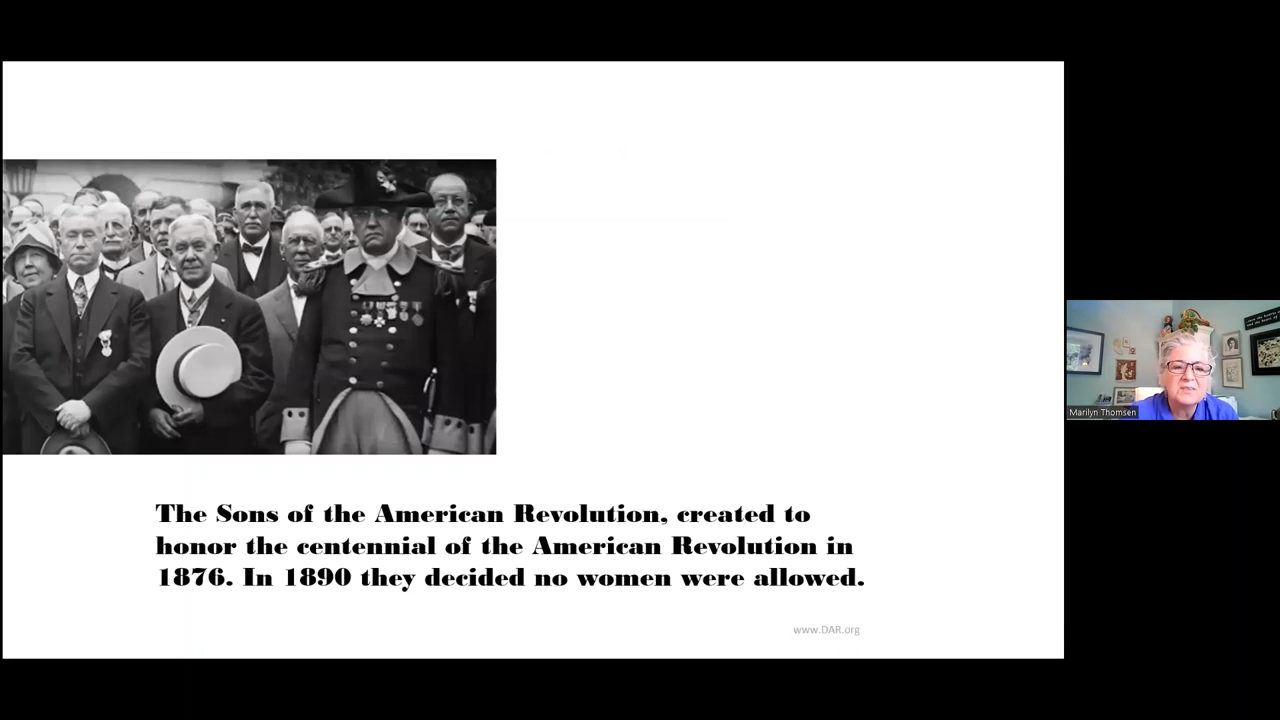 The Sons of the American Revolution, created to
honor the centennial of the American Revolution in
1876. In 1890 they decided no women were allowed.
www.DAR.org
Marilyn Thomsen